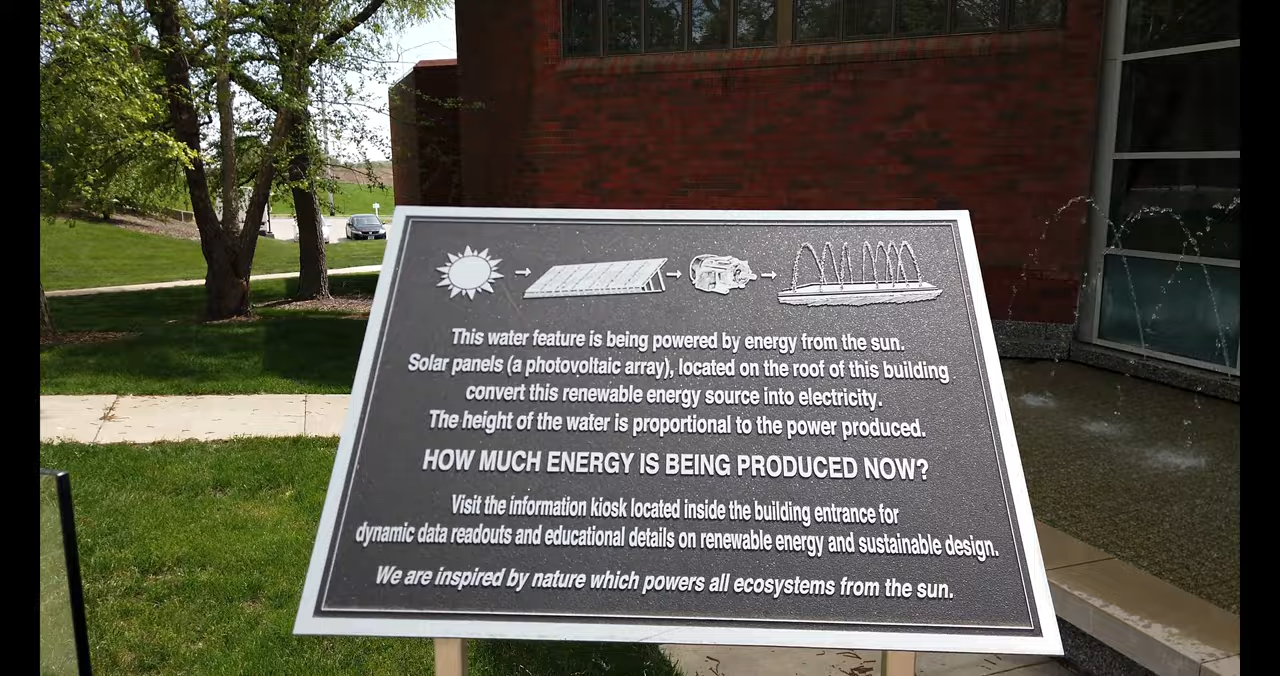 This water feature is being powered by energy from the sun.
Solar panels (a photovoltaic array), located on the roof of this building
convert this renewable energy source into electricity.
The height of the water is proportional to the power produced.
HOW MUCH ENERGY IS BEING PRODUCED NOW?
Visit the information kiosk located inside the building entrance for
dynamic data readouts and educational details on renewable energy and sustainable design.
We are inspired by nature which powers all ecosystems from the sun.